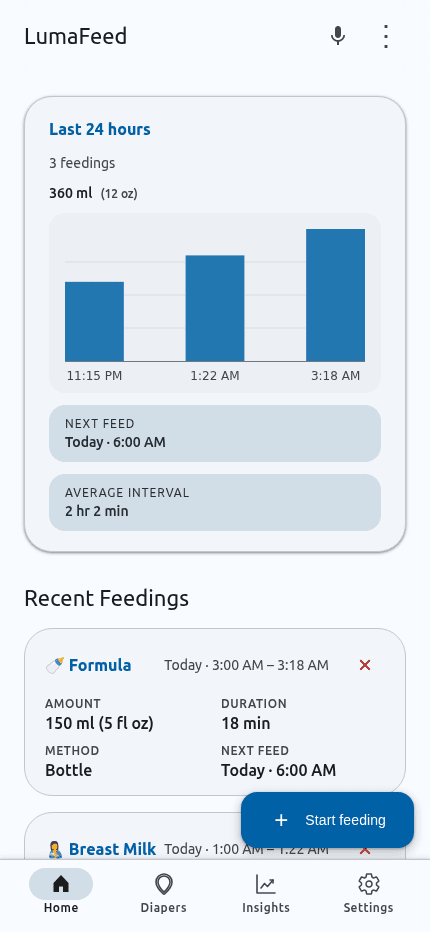 LumaFeed
Last 24 hours
3 feedings
360 ml (12 oz)
11:15 PM 1:22 AM 3:18 AM
NEXT FEED
Today · 6:00 AM
AVERAGE INTERVAL
2 hr 2 min
Recent Feedings
Formula Today · 3:00 AM – 3:18 AM
AMOUNT DURATION
150 ml (5 fl oz) 18 min
METHOD NEXT FEED
Bottle Today · 6:00 AM
+ Start feeding
Breast Milk Today · 1:00 AM – 1:22 AM
Home Diapers Insights Settings